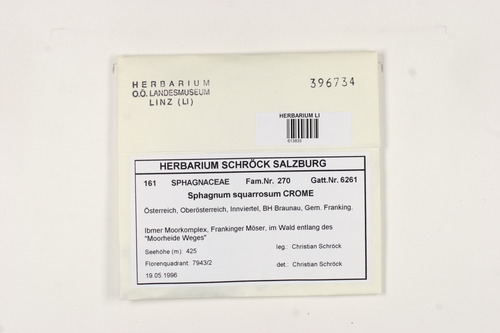 HERBARIUM
O.Ö. LANDESMUSEUM
LINZ (LI)
396734
HERBARIUM LI
013835
HERBARIUM SCHRÖCK SALZBURG
161 SPHAGNACEAE Fam.Nr. 270 Gatt.Nr. 6261
Sphagnum squarrosum CROME
Österreich, Oberösterreich, Innviertel, BH Braunau, Gem. Franking.
Ibmer Moorkomplex, Frankinger Möser, im Wald entlang des
"Moorheide Weges"
Seehöhe (m): 425 leg.: Christian Schröck
Florenquadrant: 7943/2 det.: Christian Schröck
19.05.1996